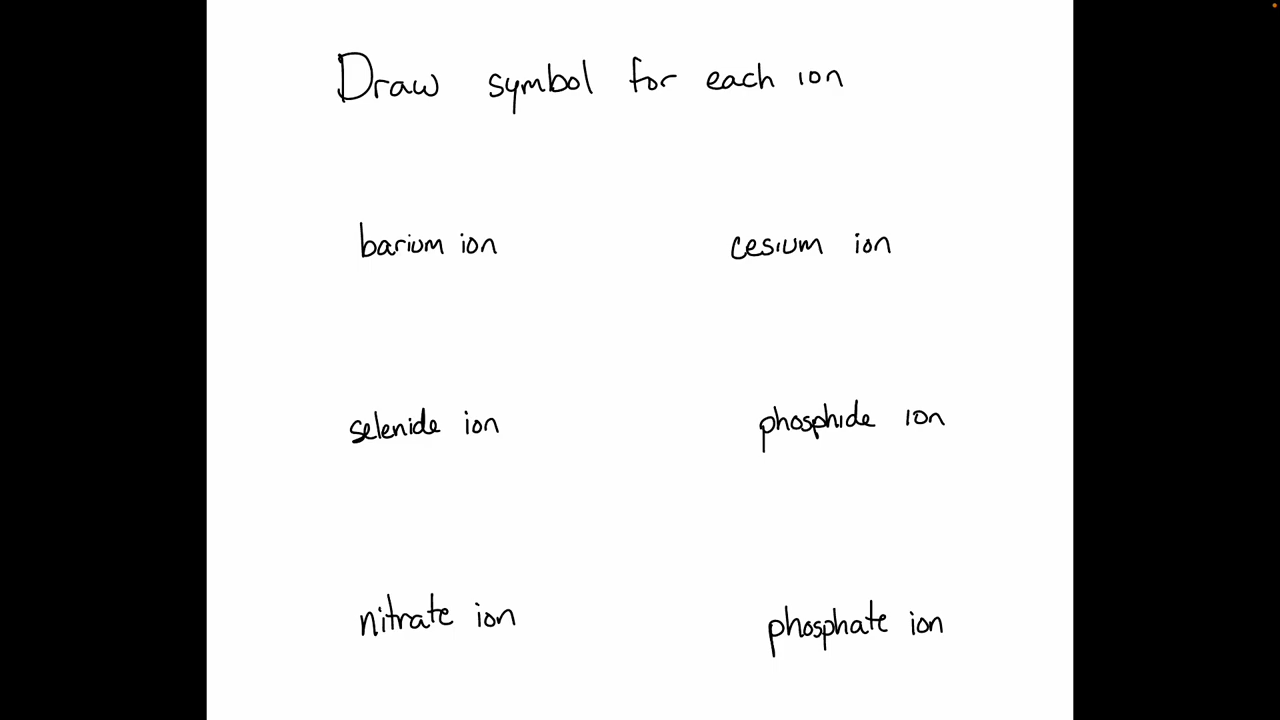 Draw symbol for each ion
barium ion
cesium ion
selenide ion
phosphide ion
nitrate ion
phosphate ion